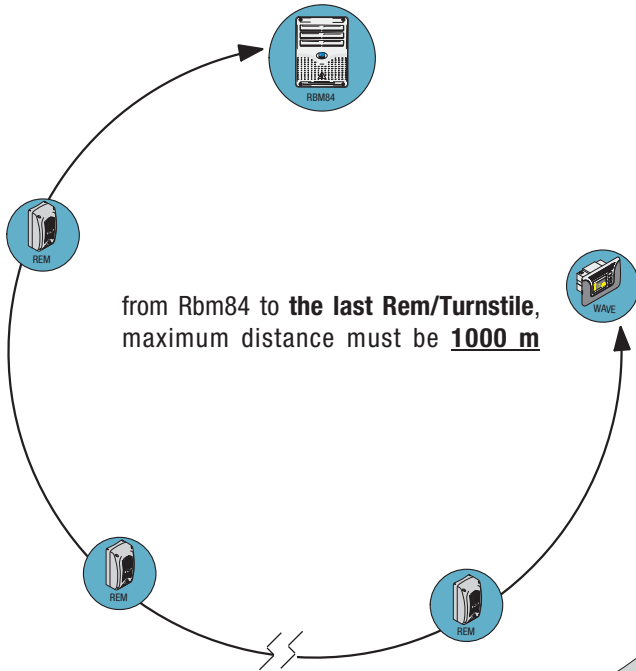 RBM84
REM
from Rbm84 to the last Rem/Turnstile,
maximum distance must be 1000 m
WAVE
REM
REM